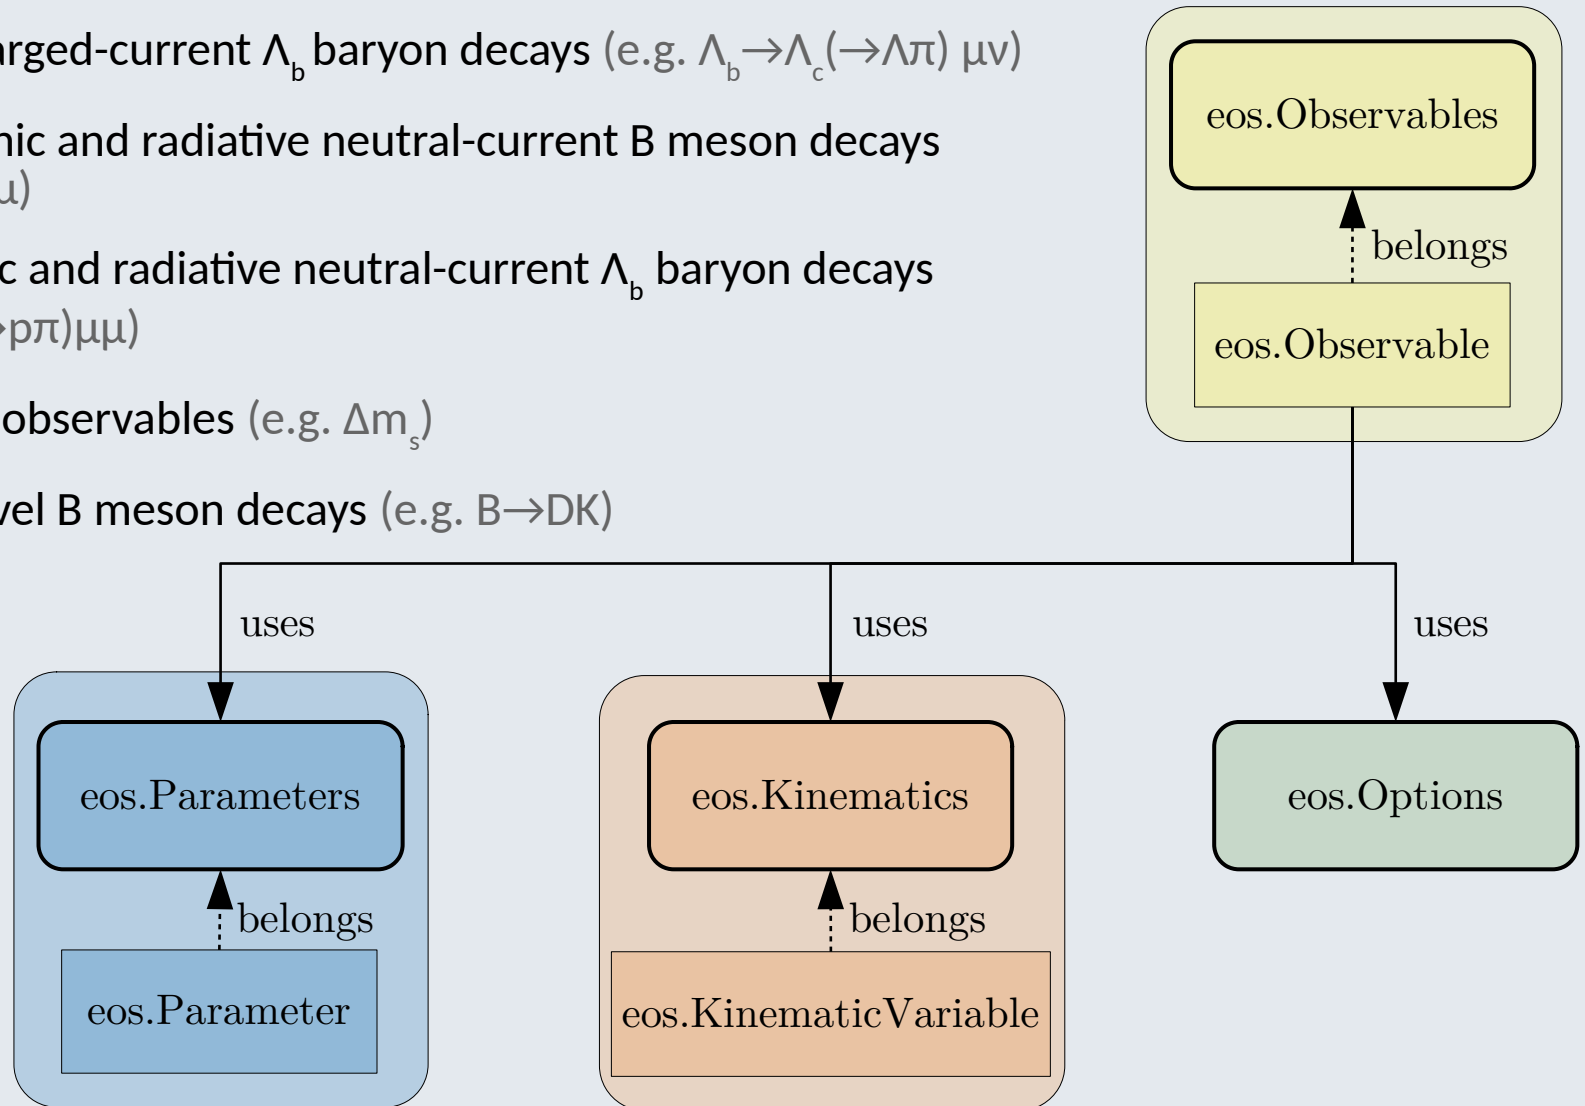 arged-current Λb baryon decays (e.g. Λb→Λc(→Λπ) μν)
nic and radiative neutral-current B meson decays
μ)
c and radiative neutral-current Λb baryon decays
→pπ)μμ)
observables (e.g. Δms)
vel B meson decays (e.g. B→DK)
eos.Observables
belongs
eos.Observable
uses
uses
uses
eos.Parameters
eos.Kinematics
eos.Options
belongs
belongs
eos.Parameter
eos.KinematicVariable